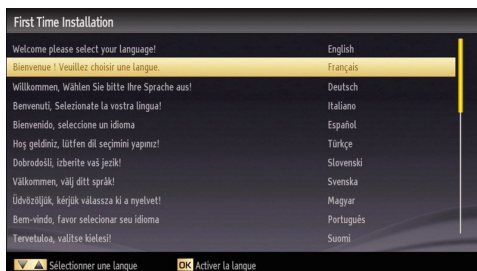 First Time Installation
Welcome please select your language! English
Bienvenue ! Veuillez choisir une langue. Français
Willkommen, Wählen Sie bitte Ihre Sprache aus! Deutsch
Benvenuti, Selezionate la vostra lingua! Italiano
Bienvenido, seleccione un idioma Español
Hoş geldiniz, lütfen dil seçimini yapınız! Türkçe
Dobrodošli, izberite vaš jezik! Slovenski
Välkommen, välj ditt språk! Svenska
Üdvözöljük, kérjük válassza ki a nyelvet! Magyar
Bem-vindo, favor selecionar seu idioma Português
Tervetuloa, valitse kielesi! Suomi
Sélectionner une langue OK Activer la langue